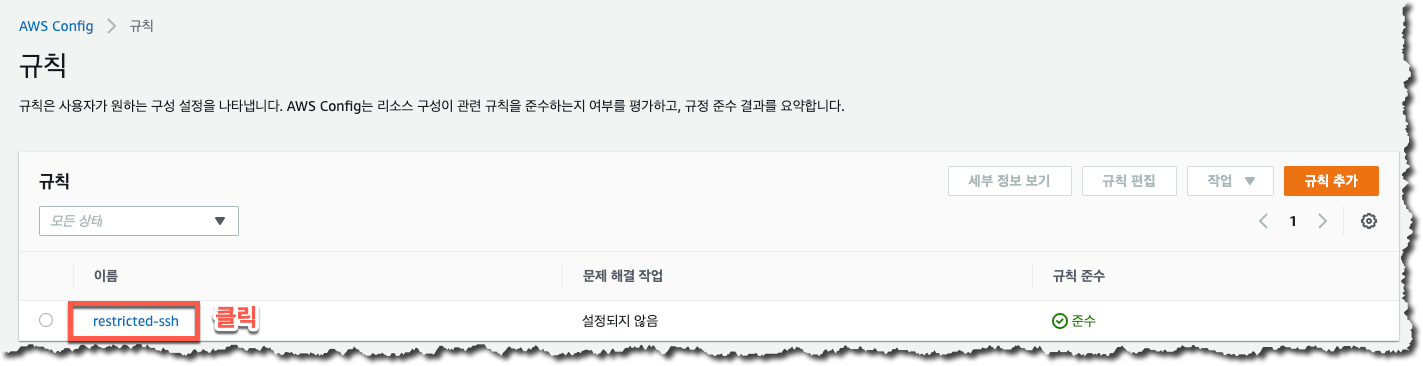 AWS Config > 규칙
규칙
규칙은 사용자가 원하는 구성 설정을 나타냅니다. AWS Config는 리소스 구성이 관련 규칙을 준수하는지 여부를 평가하고, 규정 준수 결과를 요약합니다.
규칙 세부 정보 보기 규칙 편집 작업 ▼ 규칙 추가
모든 상태 ▼ < 1 >
이름 문제 해결 작업 규칙 준수
restricted-ssh 클릭 설정되지 않음 준수